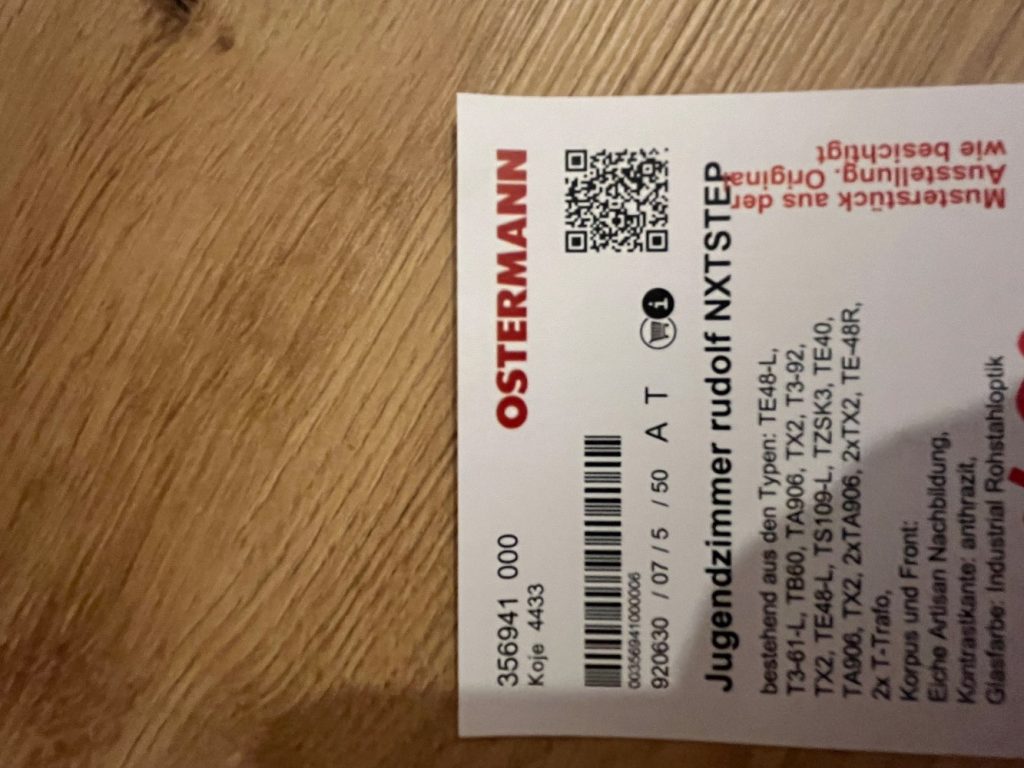 356941 000
Koje 4433
OSTERMANN
00356941000006
920630 / 07 / 5 / 50 A T
i
Jugendzimmer rudolf NXTSTEP
bestehend aus den Typen: TE48-L,
T3-61-L, TB60, TA906, TX2, T3-92,
TX2, TE48-L, TS109-L, TZSK3, TE40,
TA906, TX2, 2xTA906, 2xTX2, TE-48R,
2x T-Trafo,
Korpus und Front:
Eiche Artisan Nachbildung,
Kontrastkante: anthrazit,
Glasfarbe: Industrial Rohstahloptik
Musterstück aus der
Ausstellung. Original
wie besichtigt